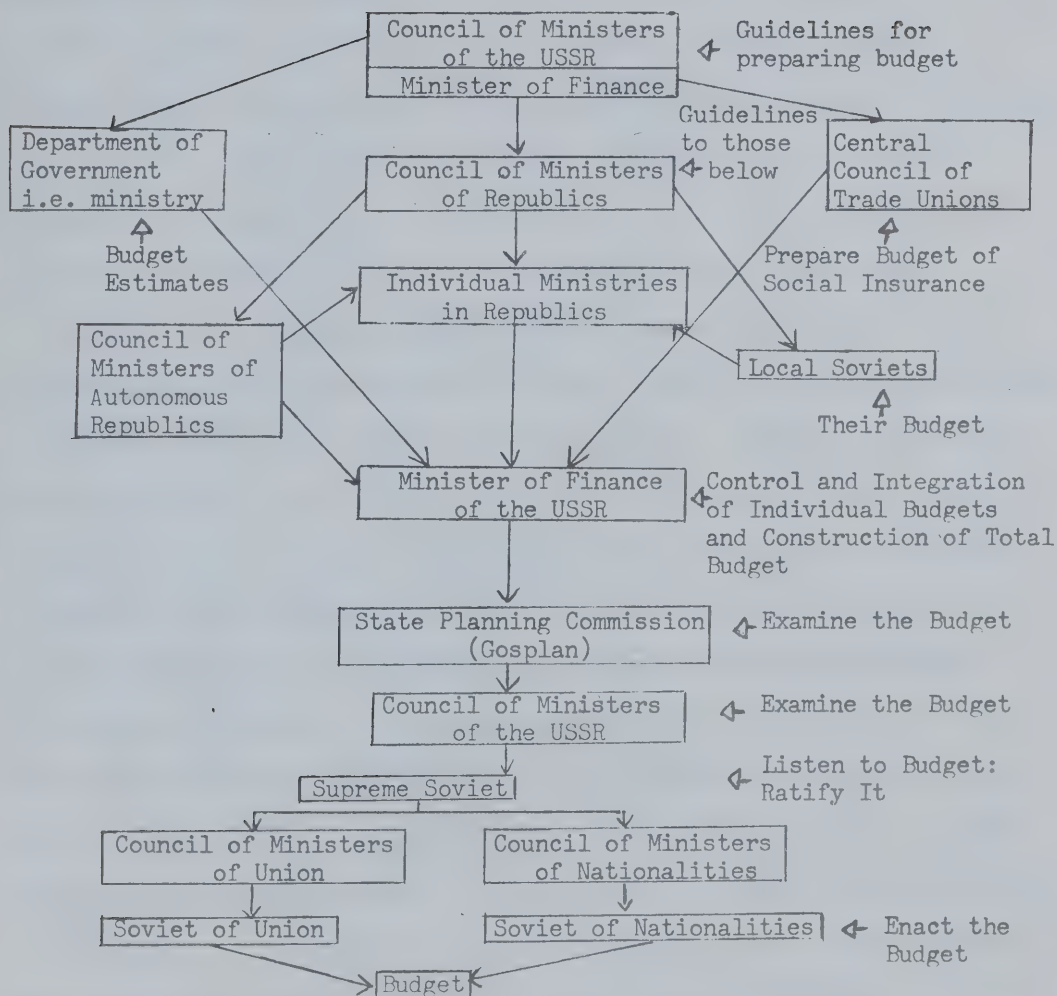 Council of Ministers
of the USSR
Minister of Finance
Guidelines for
preparing budget
Department of
Government
i.e. ministry
Council of Ministers
of Republics
Guidelines
to those
below
Central
Council of
Trade Unions
Budget
Estimates
Individual Ministries
in Republics
Prepare Budget of
Social Insurance
Council of
Ministers of
Autonomous
Republics
Local Soviets
Their Budget
Minister of Finance
of the USSR
Control and Integration
of Individual Budgets
and Construction of Total
Budget
State Planning Commission
(Gosplan)
Examine the Budget
Council of Ministers
of the USSR
Examine the Budget
Supreme Soviet
Listen to Budget:
Ratify It
Council of Ministers
of Union
Council of Ministers
of Nationalities
Soviet of Union
Soviet of Nationalities
Enact the
Budget
Budget